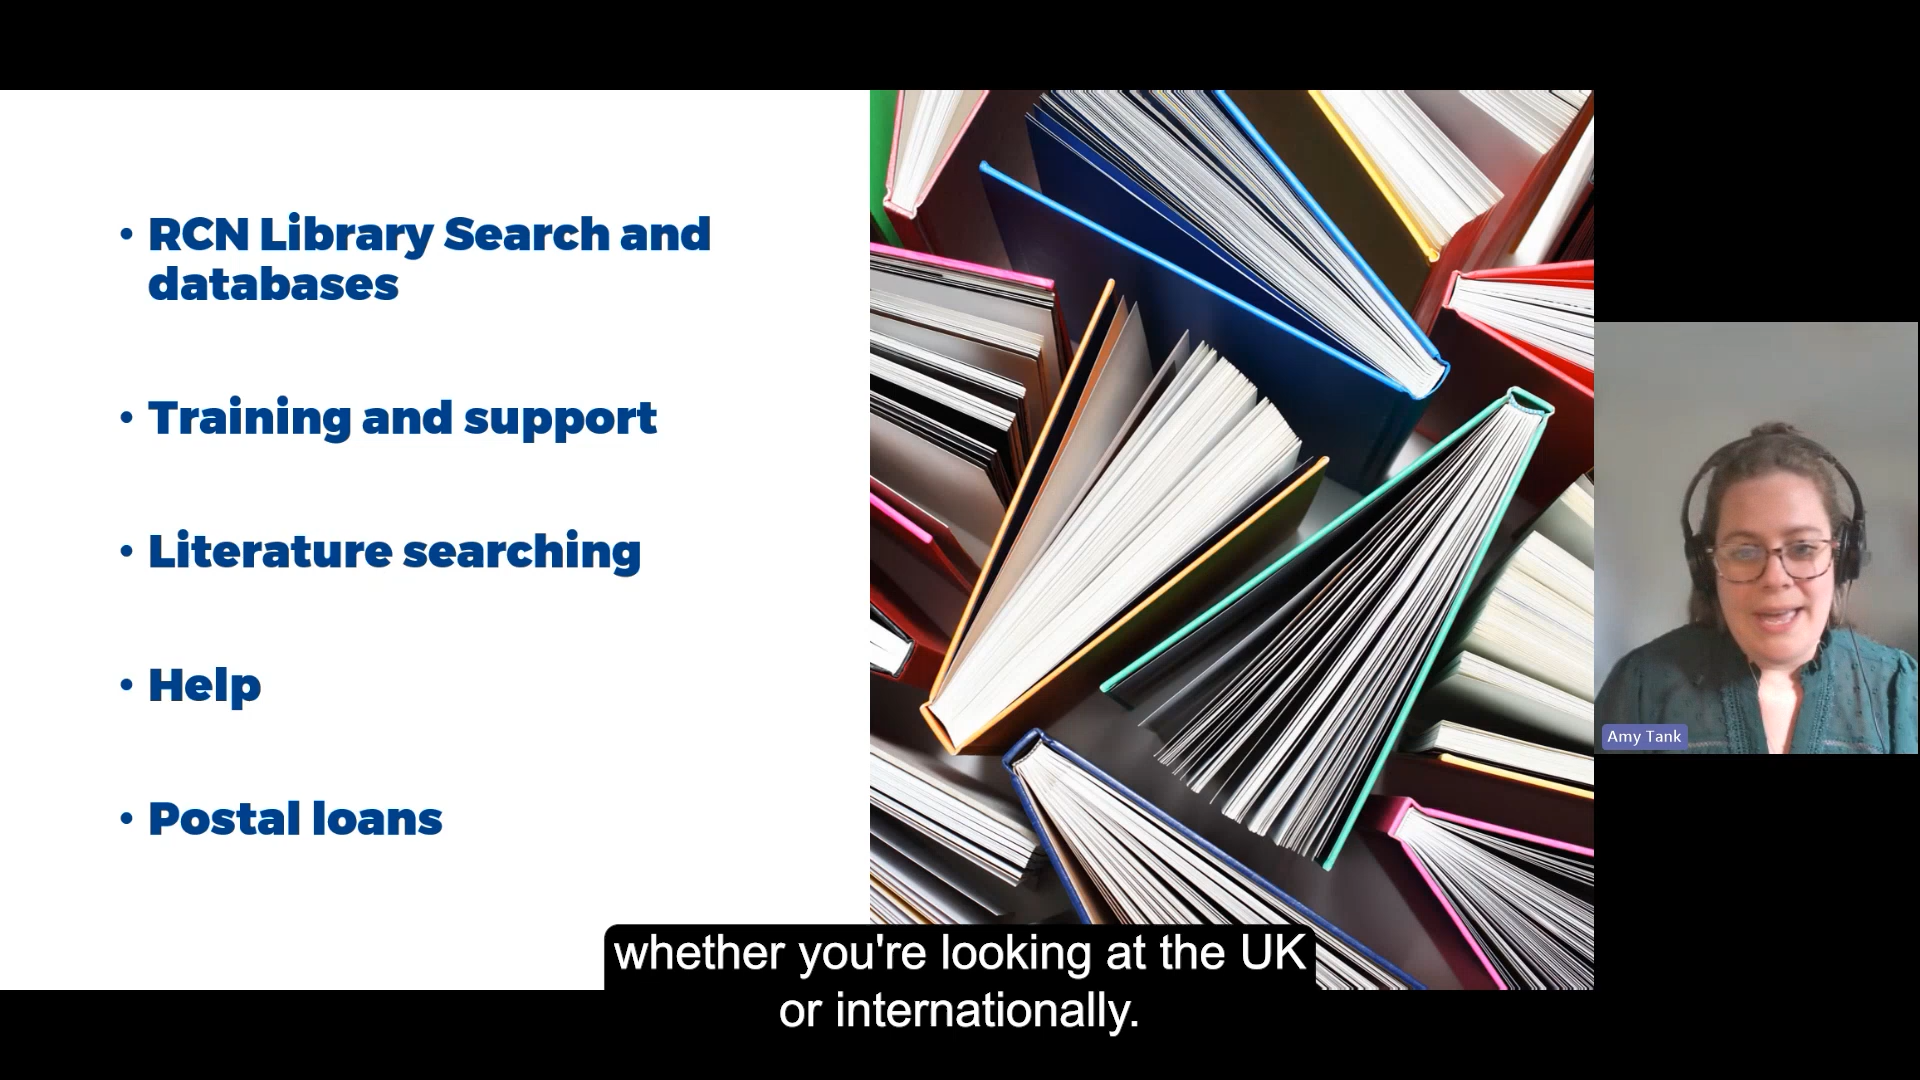 • RCN Library Search and
databases
• Training and support
• Literature searching
• Help
• Postal loans
Amy Tank
whether you're looking at the UK
or internationally.